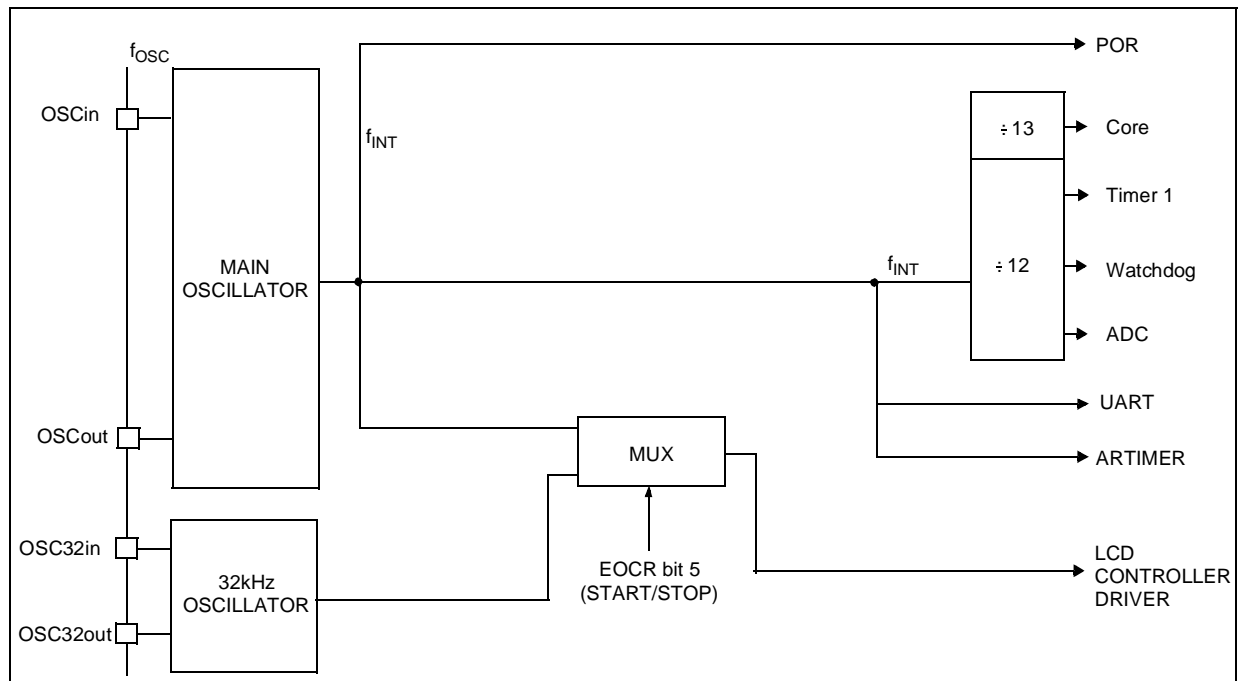 fOSC
POR
OSCin
÷13
Core
fINT
Timer 1
MAIN
OSCILLATOR
fINT
÷12
Watchdog
ADC
UART
OSCout
MUX
ARTIMER
OSC32in
EOCR bit 5
(START/STOP)
LCD
CONTROLLER
DRIVER
32kHz
OSCILLATOR
OSC32out